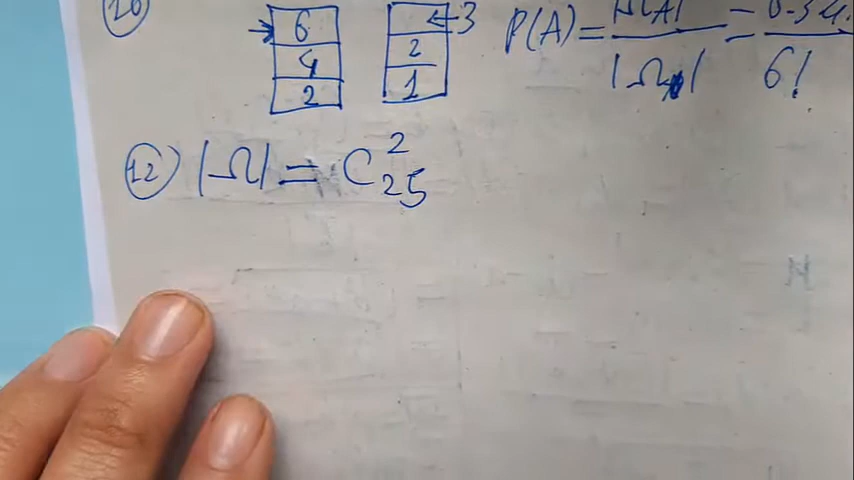 6 3
P(A)= =
4 2 |Ω| 6!
2 1
12) |Ω| = C²₂₅
N